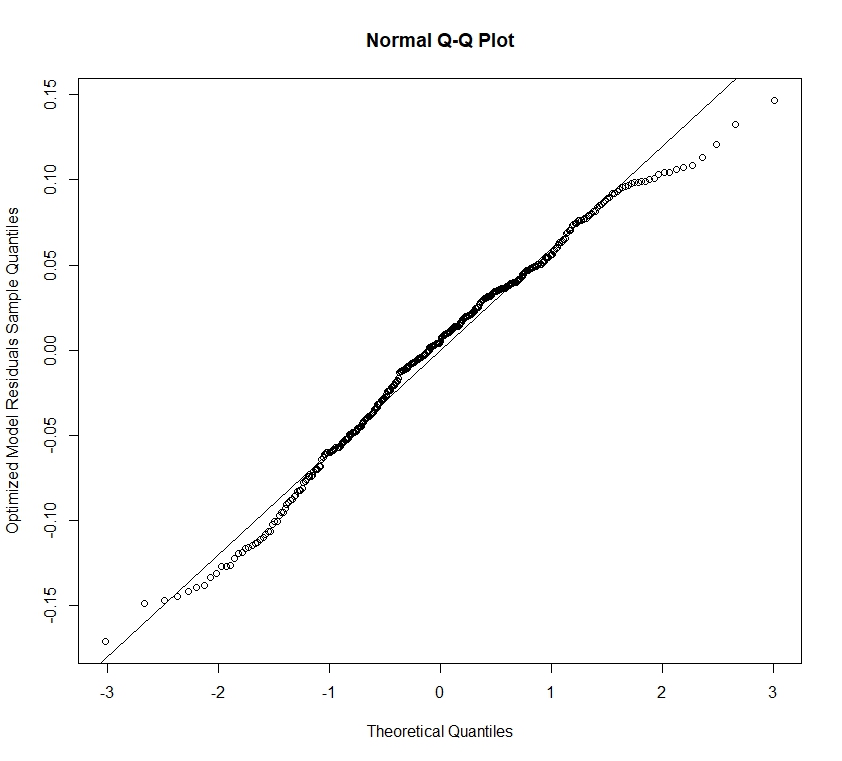 Normal Q-Q Plot
Optimized Model Residuals Sample Quantiles
0.15
0.10
0.05
0.00
-0.05
-0.10
-0.15
-3 -2 -1 0 1 2 3
Theoretical Quantiles